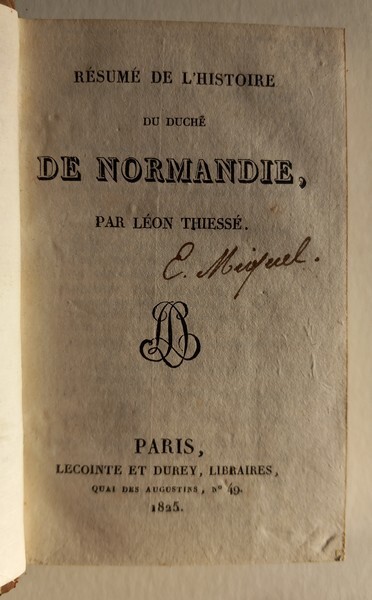 RÉSUMÉ DE L'HISTOIRE
DU DUCHÉ
DE NORMANDIE,
PAR LÉON THIESSÉ.
E. Miquel.
PARIS,
LECOINTE ET DUREY, LIBRAIRES,
QUAI DES AUGUSTINS, Nº 49.
1825.